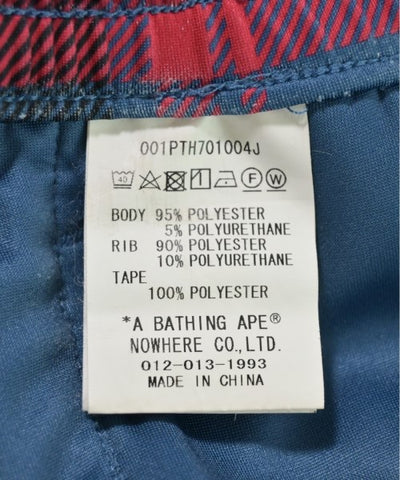 001PTH701004J
40 F W
BODY 95% POLYESTER
5% POLYURETHANE
RIB 90% POLYESTER
10% POLYURETHANE
TAPE
100% POLYESTER
*A BATHING APE®
NOWHERE CO.,LTD.
012-013-1993
MADE IN CHINA